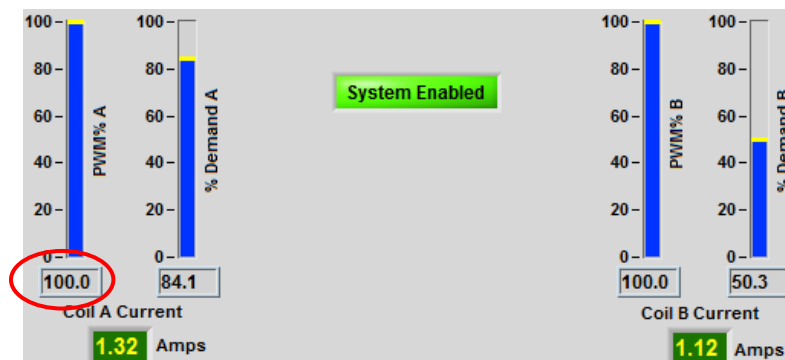 100 100 100 100
80 80 80 80
System Enabled
60 60 60 60
PWM% A % Demand A PWM% B % Demand B
40 40 40 40
20 20 20 20
0 0 0 0
100.0 84.1 100.0 50.3
Coil A Current Coil B Current
1.32 Amps 1.12 Amps